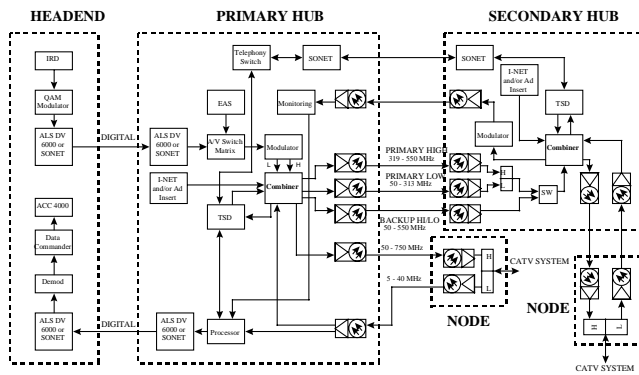 HEADEND
PRIMARY HUB
SECONDARY HUB
IRD
QAM
Modulator
ALS DV
6000 or
SONET
DIGITAL
ACC 4000
Data
Commander
Demod
ALS DV
6000 or
SONET
DIGITAL
Telephony
Switch
SONET
EAS
Monitoring
ALS DV
6000 or
SONET
A/V Switch
Matrix
Modulator
L
H
I-NET
and/or Ad
Insert
Combiner
TSD
ALS DV
6000 or
SONET
Processor
PRIMARY HIGH
319 - 550 MHz
PRIMARY LOW
50 - 313 MHz
BACKUP HI/LO
50 - 550 MHz
50 - 750 MHz
5 - 40 MHz
SONET
I-NET
and/or Ad
Insert
TSD
Modulator
Combiner
H
L
SW
H
L
CATV SYSTEM
NODE
NODE
H
L
CATV SYSTEM